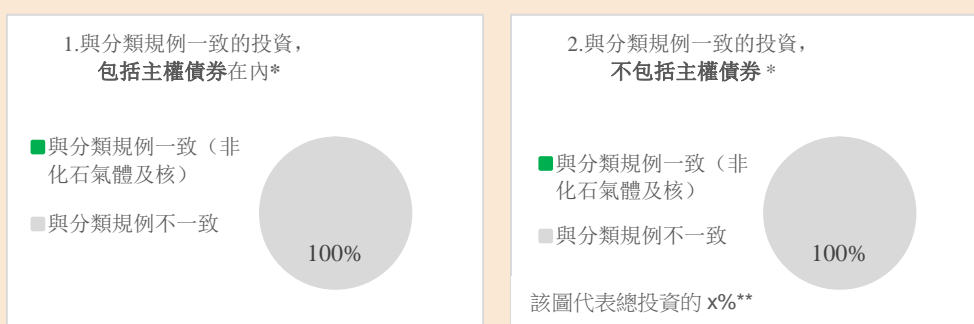 1.與分類規例一致的投資，
包括主權債券在內*
與分類規例一致（非
化石氣體及核）
與分類規例不一致
100%
2.與分類規例一致的投資，
不包括主權債券 *
與分類規例一致（非
化石氣體及核）
與分類規例不一致
100%
該圖代表總投資的 x%**